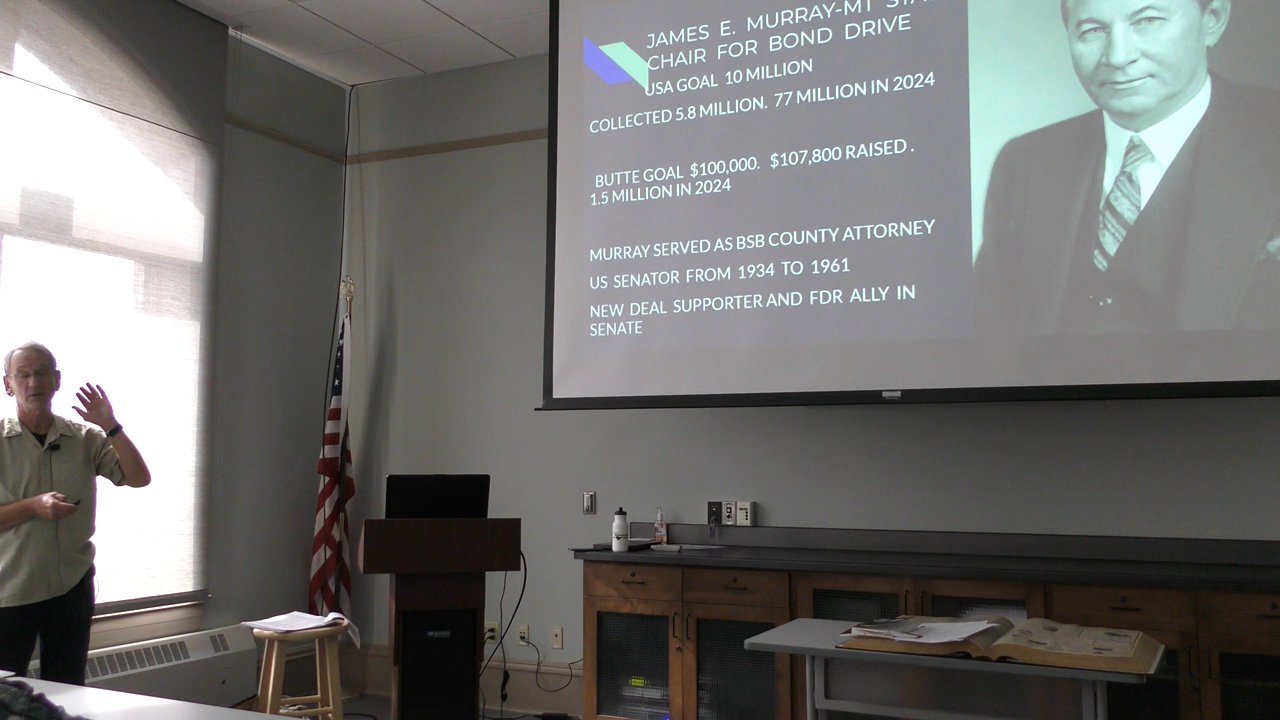 JAMES E. MURRAY-MT
CHAIR FOR BOND DRIVE
USA GOAL 10 MILLION
COLLECTED 5.8 MILLION. 77 MILLION IN 2024
BUTTE GOAL $100,000. $107,800 RAISED.
1.5 MILLION IN 2024
MURRAY SERVED AS BSB COUNTY ATTORNEY
US SENATOR FROM 1934 TO 1961
NEW DEAL SUPPORTER AND FDR ALLY IN
SENATE